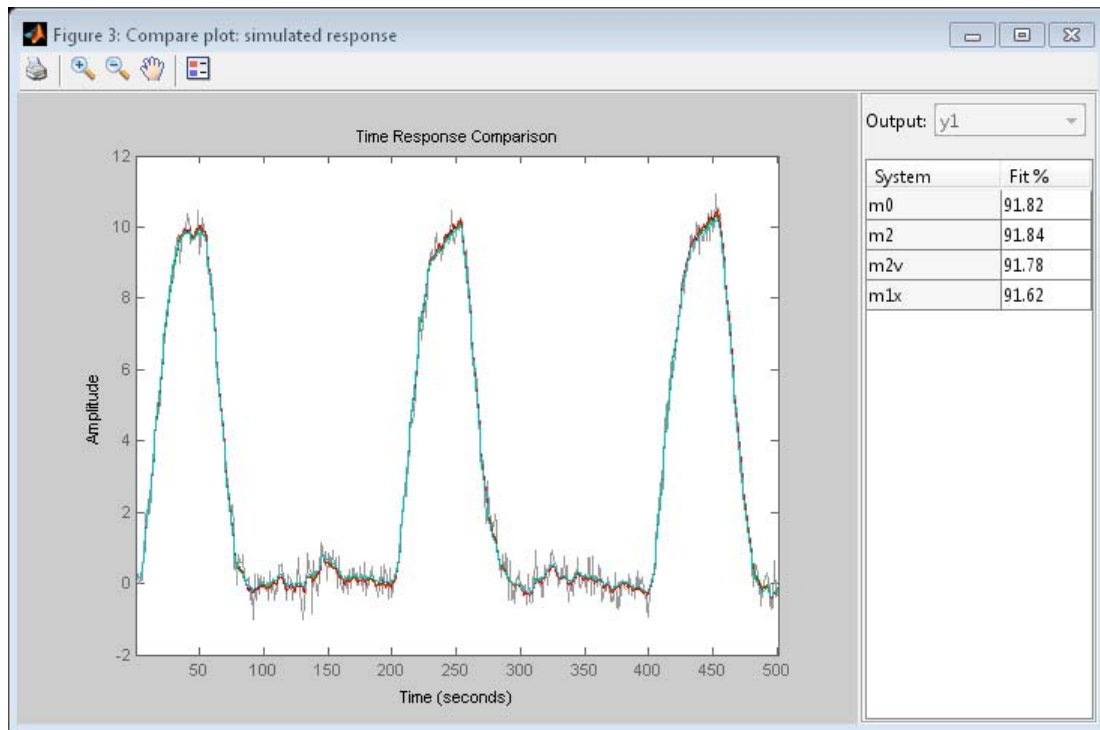 Figure 3: Compare plot: simulated response
Time Response Comparison
Amplitude
12
10
8
6
4
2
0
-2
50 100 150 200 250 300 350 400 450 500
Time (seconds)
Output: y1
System Fit %
m0 91.82
m2 91.84
m2v 91.78
m1x 91.62